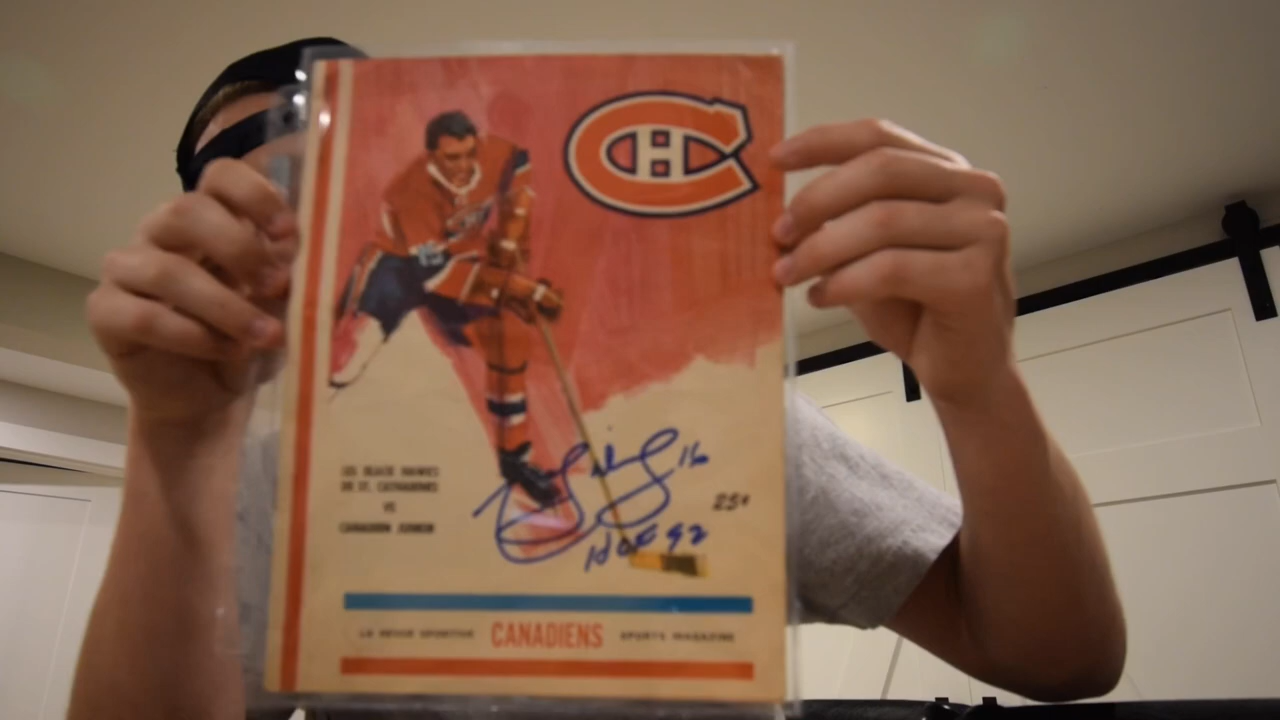 CH
LES BLACK HAWKS
DE ST. CATHARINES
VS
CANADIEN JUNIOR
16
25¢
HOF 92
LA REVUE SPORTIVE CANADIENS SPORTS MAGAZINE